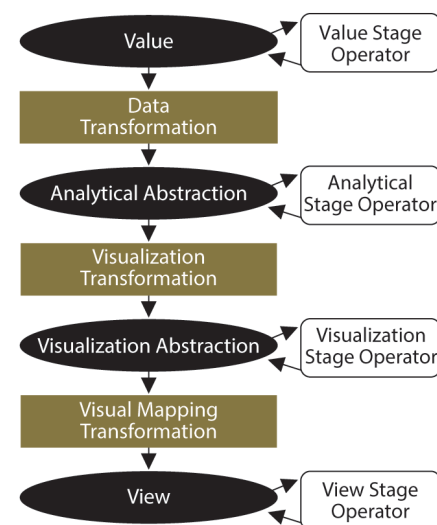 Value
Value Stage
Operator
Data
Transformation
Analytical Abstraction
Analytical
Stage Operator
Visualization
Transformation
Visualization Abstraction
Visualization
Stage Operator
Visual Mapping
Transformation
View
View Stage
Operator